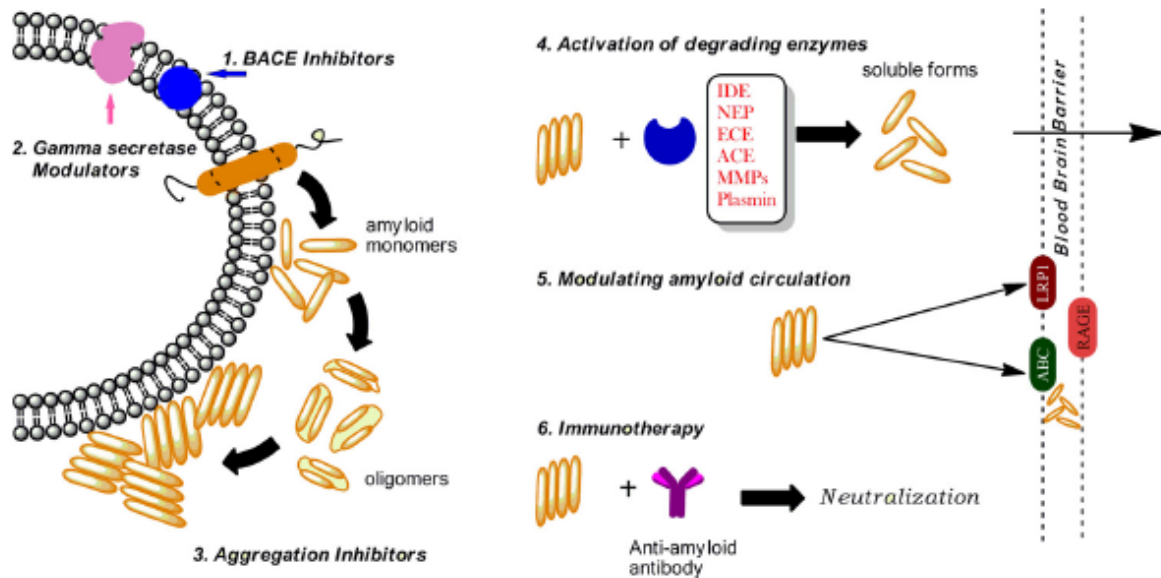 1. BACE Inhibitors
2. Gamma secretase
Modulators
amyloid
monomers
oligomers
3. Aggregation Inhibitors
4. Activation of degrading enzymes
soluble forms
IDE
NEP
ECE
ACE
MMPs
Plasmin
Blood Brain Barrier
5. Modulating amyloid circulation
LRP1
RAGE
ABC
6. Immunotherapy
+
+
Neutralization
Anti-amyloid
antibody